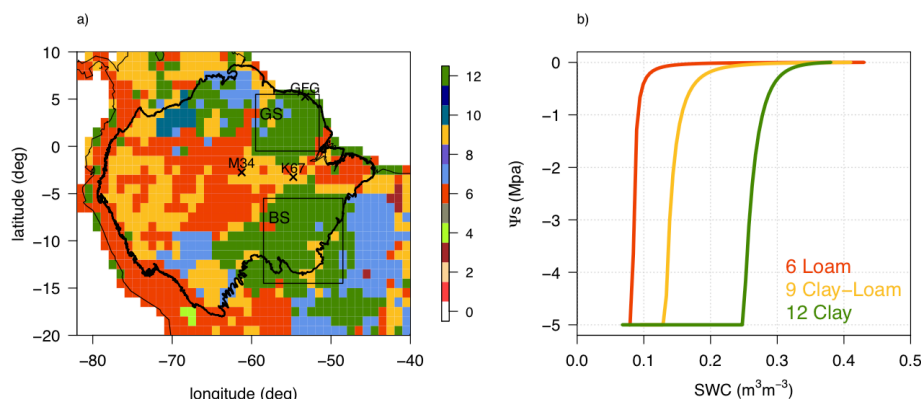 a)
10
5
0
−5
−10
−15
−20
latitude (deg)
−80
−70
−60
−50
−40
longitude (deg)
GFG
GS
M34
K67
BS
12
10
8
6
4
2
0
b)
0
−1
−2
−3
−4
−5
Ψs (Mpa)
6 Loam
9 Clay−Loam
12 Clay
0.0
0.1
0.2
0.3
0.4
0.5
SWC (m³m⁻³)